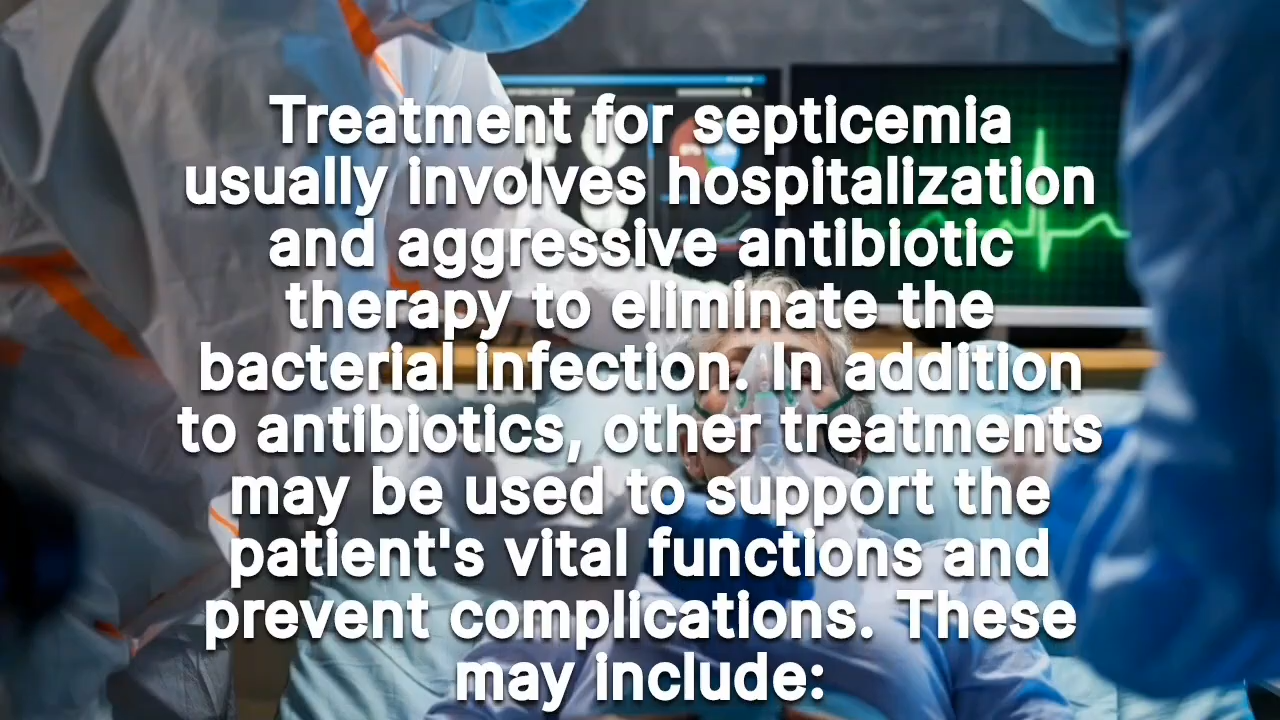 Treatment for septicemia
usually involves hospitalization
and aggressive antibiotic
therapy to eliminate the
bacterial infection. In addition
to antibiotics, other treatments
may be used to support the
patient's vital functions and
prevent complications. These
may include: